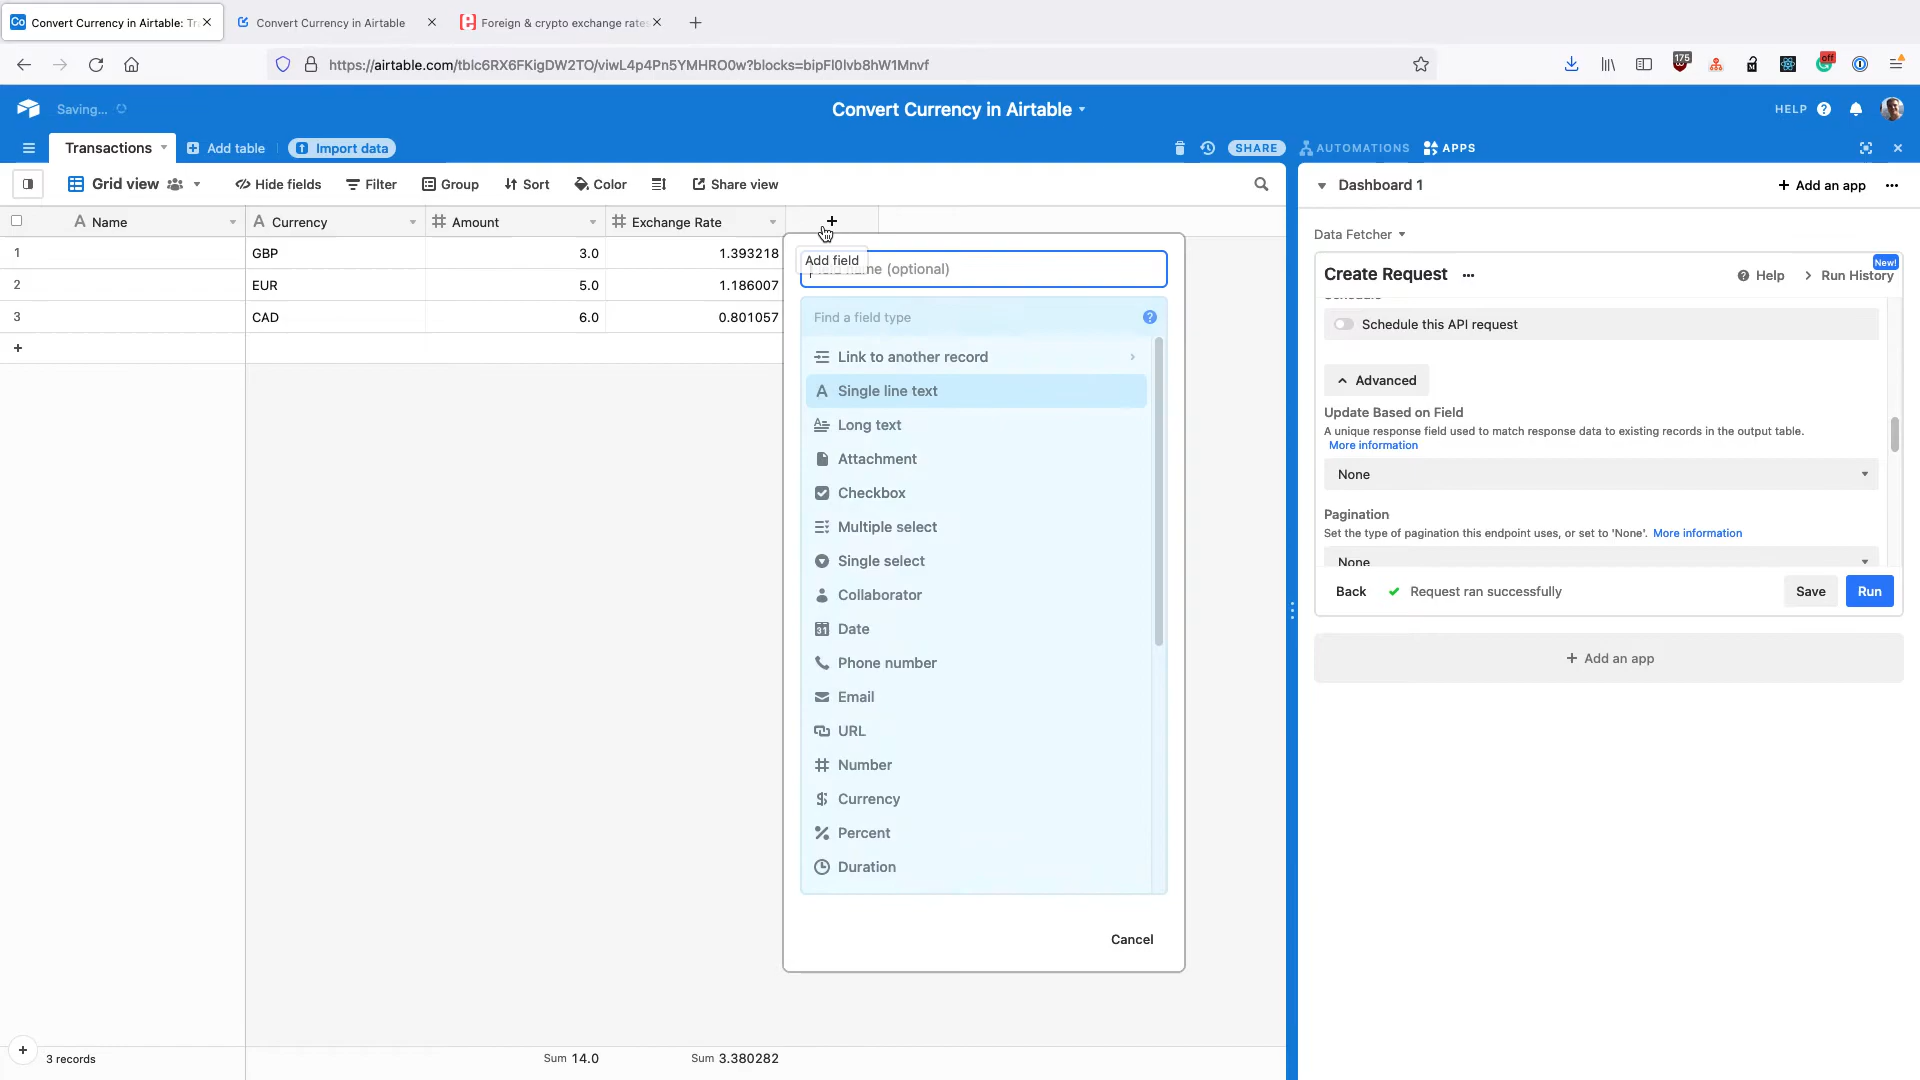 Co Convert Currency in Airtable: Tr
Convert Currency in Airtable
Foreign & crypto exchange rates
https://airtable.com/tblc6RX6FKigDW2TO/viwL4p4Pn5YMHRO0w?blocks=bipFl0lvb8hW1Mnvf
175
off
Saving...
Convert Currency in Airtable
HELP
Transactions
Add table
Import data
SHARE
AUTOMATIONS
APPS
Grid view
Hide fields
Filter
Group
Sort
Color
Share view
Dashboard 1
Add an app
Name
Currency
Amount
Exchange Rate
1 GBP 3.0 1.393218
2 EUR 5.0 1.186007
3 CAD 6.0 0.801057
Add field
(optional)
Find a field type
Link to another record
Single line text
Long text
Attachment
Checkbox
Multiple select
Single select
Collaborator
Date
Phone number
Email
URL
Number
Currency
Percent
Duration
Cancel
Data Fetcher
New!
Create Request
Help
Run History
Schedule this API request
Advanced
Update Based on Field
A unique response field used to match response data to existing records in the output table.
More information
None
Pagination
Set the type of pagination this endpoint uses, or set to 'None'. More information
None
Back
Request ran successfully
Save
Run
Add an app
3 records
Sum 14.0
Sum 3.380282